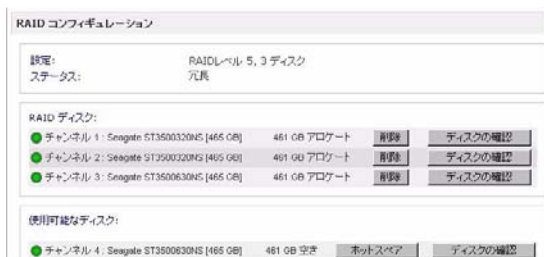 RAID コンフィギュレーション
設定: RAIDレベル 5, 3 ディスク
ステータス: 冗長
RAID ディスク:
チャンネル 1 : Seagate ST3500320NS [465 GB] 461 GB アロケート 削除 ディスクの確認
チャンネル 2 : Seagate ST3500320NS [465 GB] 461 GB アロケート 削除 ディスクの確認
チャンネル 3 : Seagate ST3500630NS [465 GB] 461 GB アロケート 削除 ディスクの確認
使用可能なディスク:
チャンネル 4 : Seagate ST3500630NS [465 GB] 461 GB 空き ホットスペア ディスクの確認